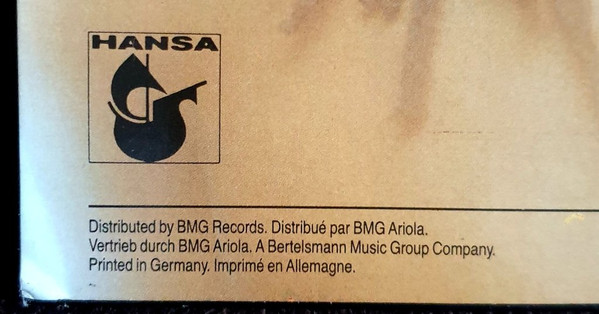 HANSA
Distributed by BMG Records. Distribué par BMG Ariola.
Vertrieb durch BMG Ariola. A Bertelsmann Music Group Company.
Printed in Germany. Imprimé en Allemagne.